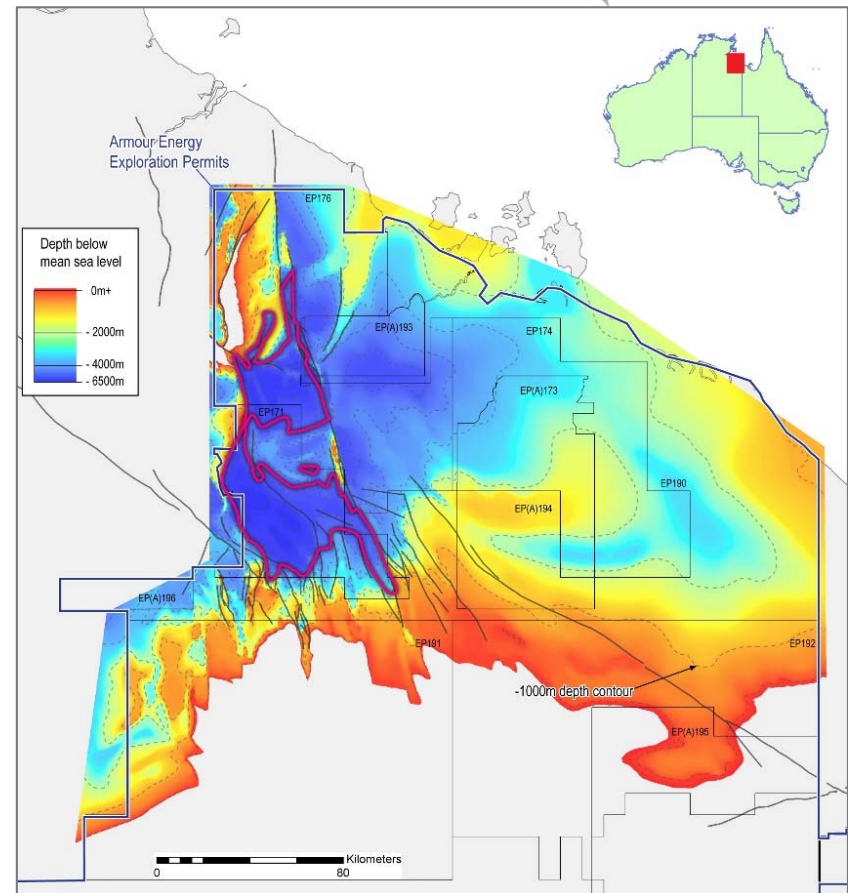 Armour Energy
Exploration Permits
EP176
Depth below
mean sea level
0m+
- 2000m
- 4000m
- 6500m
EP(A)193
EP174
EP(A)173
EP171
EP190
EP(A)194
EP(A)196
EP191
EP192
-1000m depth contour
EP(A)195
Kilometers
0
80